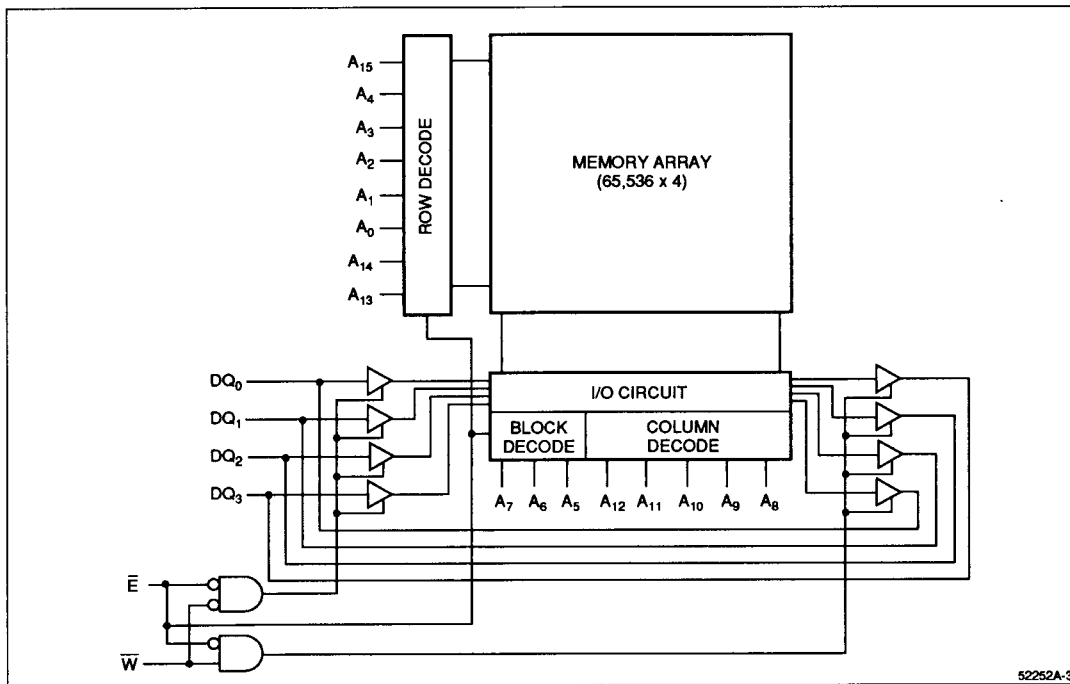 A15
A4
A3
A2
A1
A0
A14
A13
ROW DECODE
MEMORY ARRAY
(65,536 x 4)
DQ0
DQ1
DQ2
DQ3
I/O CIRCUIT
BLOCK
DECODE
COLUMN
DECODE
A7 A6 A5 A12 A11 A10 A9 A8
E̅
W̅
52252A-3